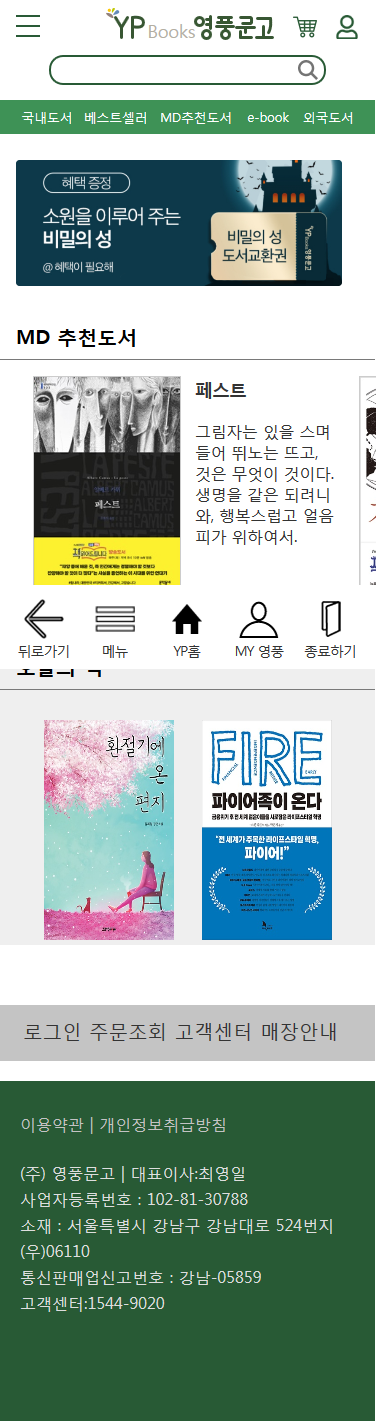 YP Books 영풍문고
국내도서 베스트셀러 MD추천도서 e-book 외국도서
혜택 증정
소원을 이루어 주는
비밀의 성
@ 혜택이 필요해
비밀의 성
도서교환권
YP Books 영풍문고
MD 추천도서
페스트
페스트
그림자는 있을 스며
들어 뛰노는 뜨고,
것은 무엇이 것이다.
생명을 같은 되려니
와, 행복스럽고 얼음
피가 위하여서.
뒤로가기 메뉴 YP홈 MY 영풍 종료하기
환절기에
온
편지
FIRE
FINANCIAL
INDEPENDENCE
RETIRE
EARLY
파이어족이 온다
"전 세계가 주목한 라이프스타일 혁명,
파이어!"
로그인 주문조회 고객센터 매장안내
이용약관 | 개인정보취급방침
(주) 영풍문고 | 대표이사:최영일
사업자등록번호 : 102-81-30788
소재 : 서울특별시 강남구 강남대로 524번지
(우)06110
통신판매업신고번호 : 강남-05859
고객센터:1544-9020